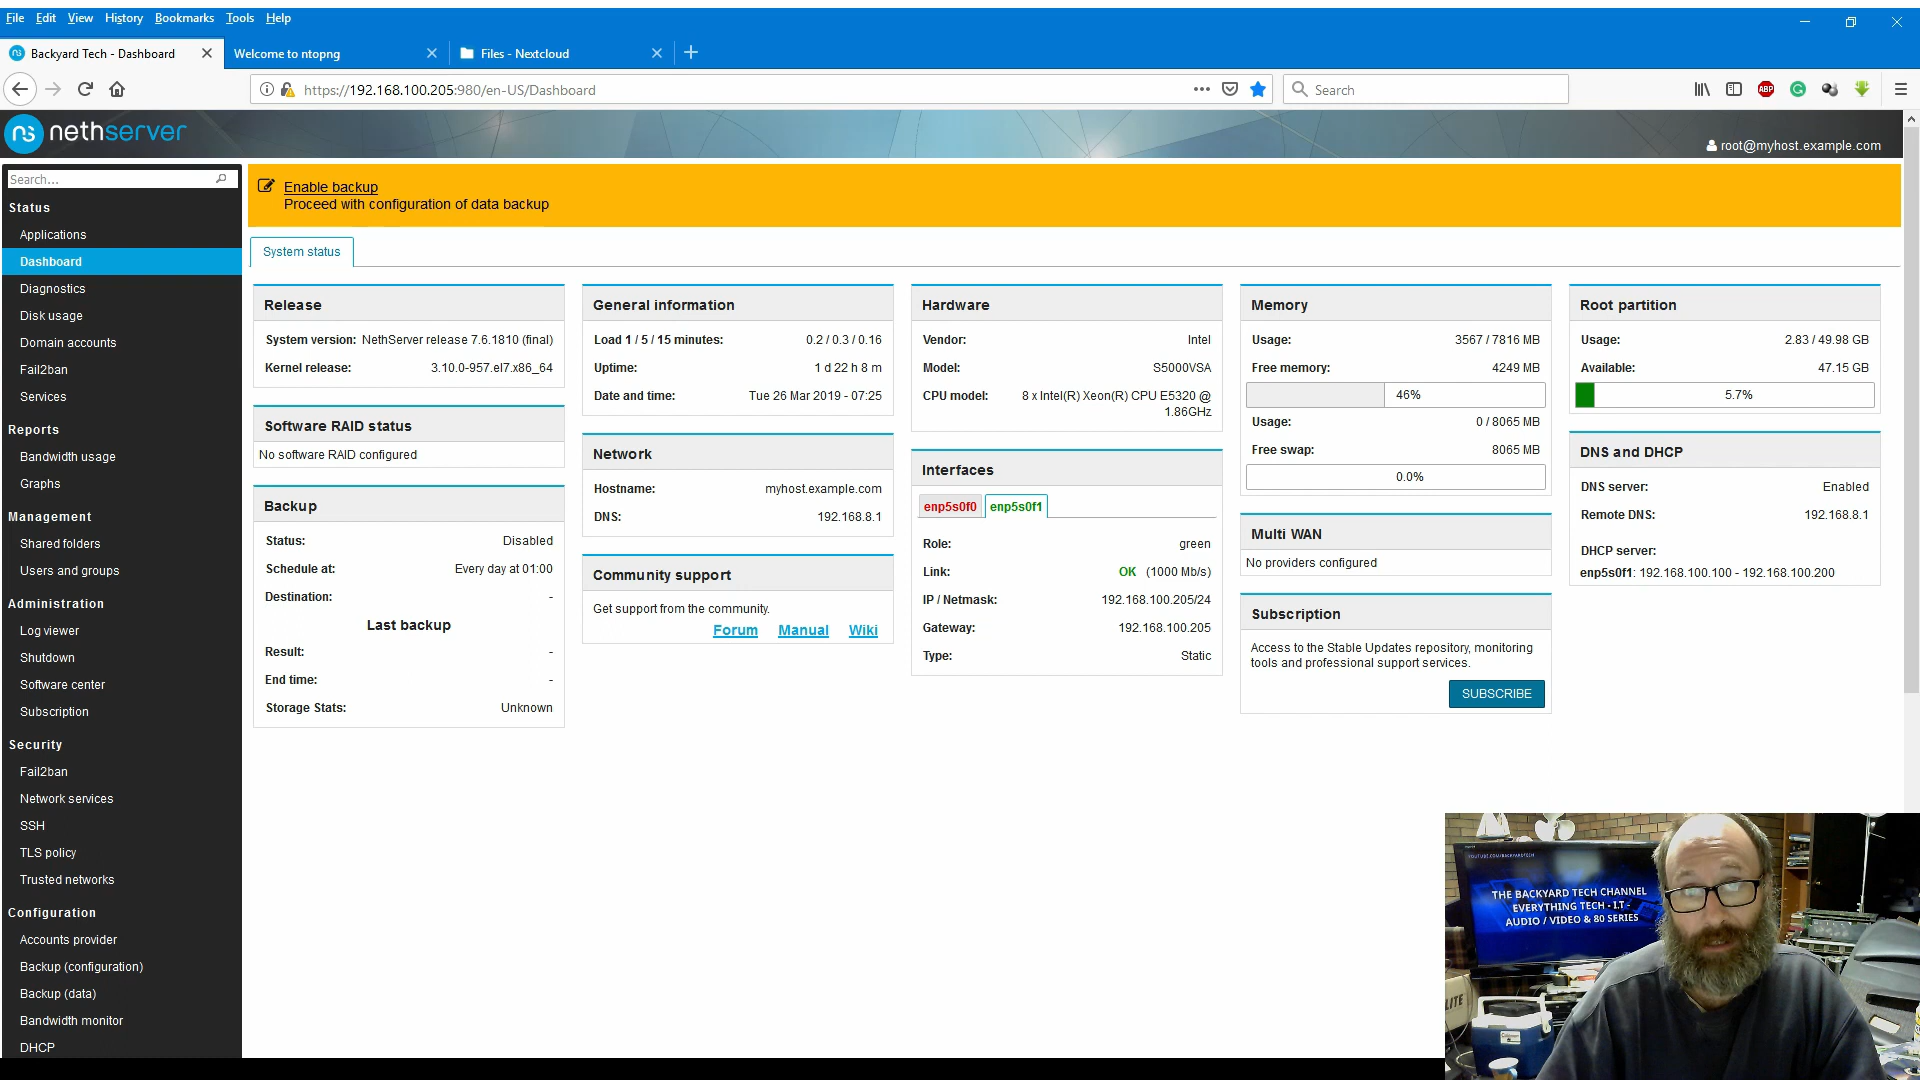 File Edit View History Bookmarks Tools Help
Backyard Tech - Dashboard
Welcome to ntopng
Files - Nextcloud
https://192.168.100.205:980/en-US/Dashboard
Search
ABP
ns nethserver
root@myhost.example.com
Search...
Status
Applications
Dashboard
Diagnostics
Disk usage
Domain accounts
Fail2ban
Services
Reports
Bandwidth usage
Graphs
Management
Shared folders
Users and groups
Administration
Log viewer
Shutdown
Software center
Subscription
Security
Fail2ban
Network services
SSH
TLS policy
Trusted networks
Configuration
Accounts provider
Backup (configuration)
Backup (data)
Bandwidth monitor
DHCP
Enable backup
Proceed with configuration of data backup
System status
Release
System version: NethServer release 7.6.1810 (final)
Kernel release: 3.10.0-957.el7.x86_64
Software RAID status
No software RAID configured
Backup
Status: Disabled
Schedule at: Every day at 01:00
Destination: -
Last backup
Result: -
End time: -
Storage Stats: Unknown
General information
Load 1 / 5 / 15 minutes: 0.2 / 0.3 / 0.16
Uptime: 1 d 22 h 8 m
Date and time: Tue 26 Mar 2019 - 07:25
Network
Hostname: myhost.example.com
DNS: 192.168.8.1
Community support
Get support from the community.
Forum Manual Wiki
Hardware
Vendor: Intel
Model: S5000VSA
CPU model: 8 x Intel(R) Xeon(R) CPU E5320 @
1.86GHz
Interfaces
enp5s0f0 enp5s0f1
Role: green
Link: OK (1000 Mb/s)
IP / Netmask: 192.168.100.205/24
Gateway: 192.168.100.205
Type: Static
Memory
Usage: 3567 / 7816 MB
Free memory: 4249 MB
46%
Usage: 0 / 8065 MB
Free swap: 8065 MB
0.0%
Multi WAN
No providers configured
Subscription
Access to the Stable Updates repository, monitoring
tools and professional support services.
SUBSCRIBE
Root partition
Usage: 2.83 / 49.98 GB
Available: 47.15 GB
5.7%
DNS and DHCP
DNS server: Enabled
Remote DNS: 192.168.8.1
DHCP server:
enp5s0f1: 192.168.100.100 - 192.168.100.200
YOUTUBE.COM/BACKYARDTECH
THE BACKYARD TECH CHANNEL
EVERYTHING TECH - I.T -
AUDIO / VIDEO & 80 SERIES